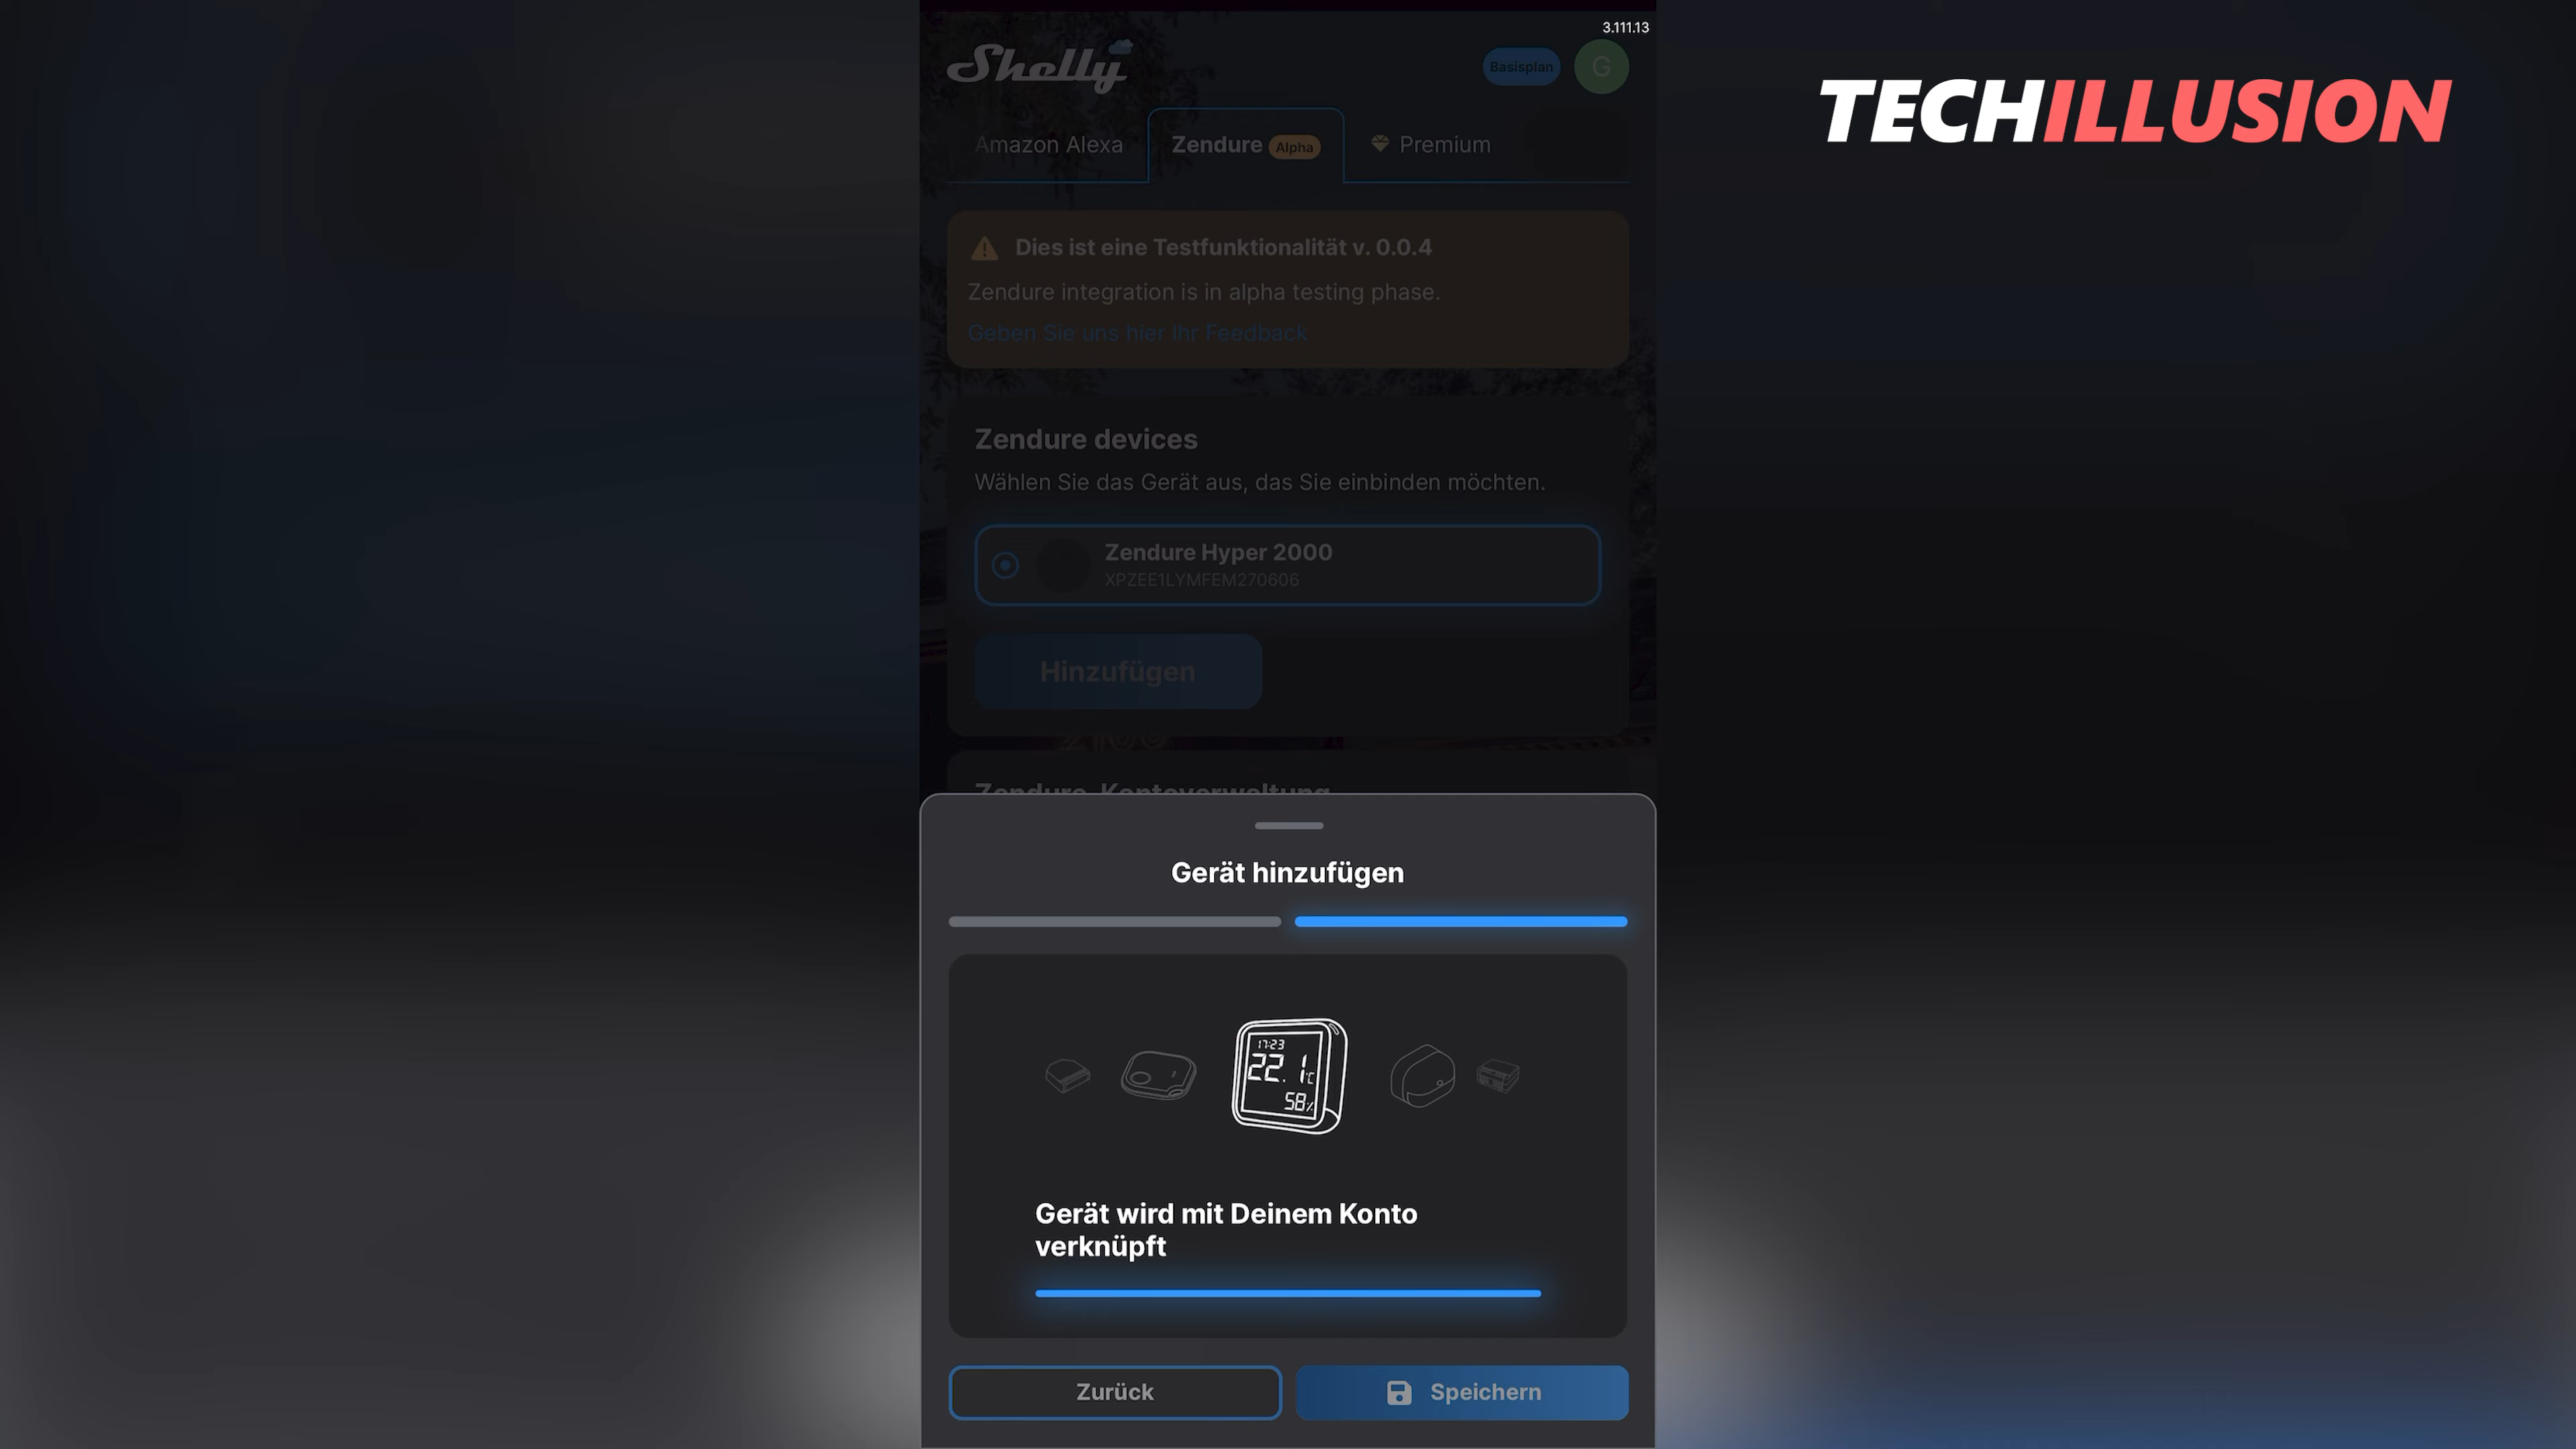 3.111.13
Shelly
Basisplan
G
TECHILLUSION
Amazon Alexa
Zendure Alpha
Premium
Dies ist eine Testfunktionalität v. 0.0.4
Zendure integration is in alpha testing phase.
Geben Sie uns hier Ihr Feedback
Zendure devices
Wählen Sie das Gerät aus, das Sie einbinden möchten.
Zendure Hyper 2000
XPZEE1LYMFEM270606
Hinzufügen
Zendure-Kontoverwaltung
Gerät hinzufügen
17:23
22.1°C
58%
Gerät wird mit Deinem Konto
verknüpft
Zurück
Speichern